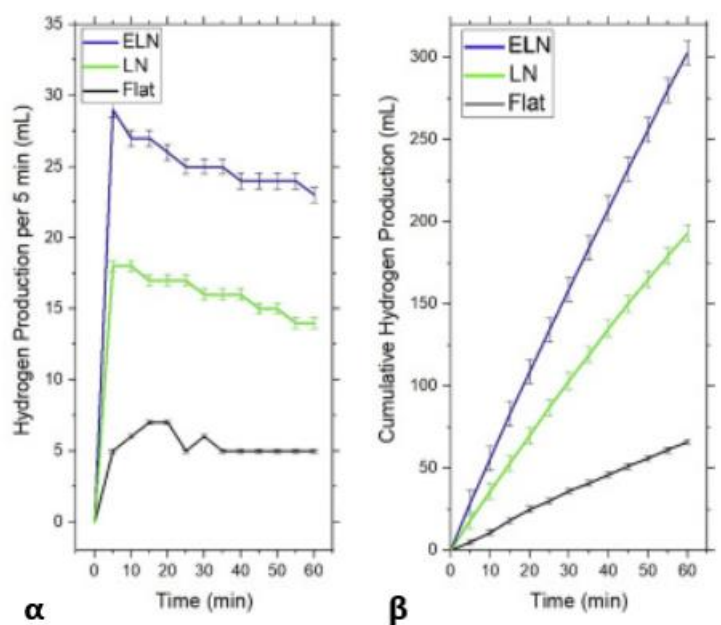 35
30
25
20
15
10
5
0
Hydrogen Production per 5 min (mL)
ELN
LN
Flat
0 10 20 30 40 50 60
Time (min)
α
300
250
200
150
100
50
0
Cumulative Hydrogen Production (mL)
ELN
LN
Flat
0 10 20 30 40 50 60
Time (min)
β